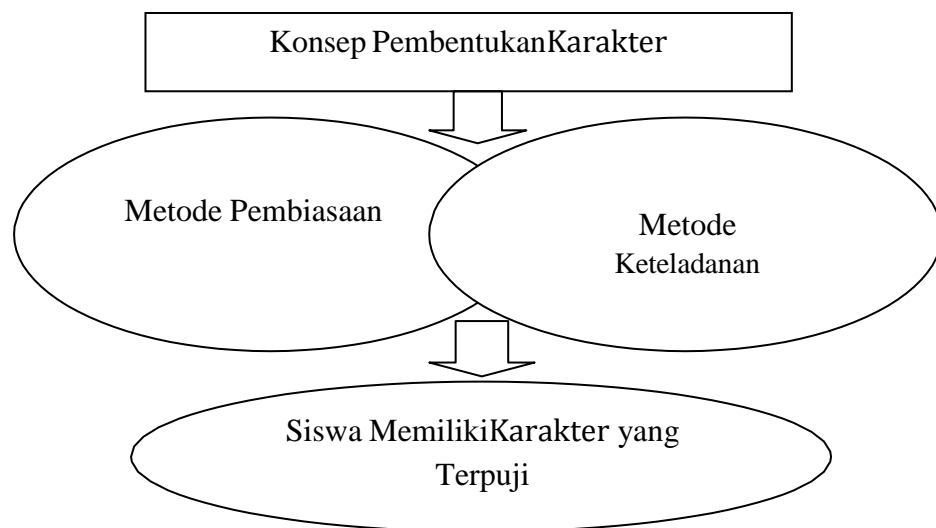 Konsep PembentukanKarakter
Metode Pembiasaan
Metode
Keteladanan
Siswa MemilikiKarakter yang
Terpuji